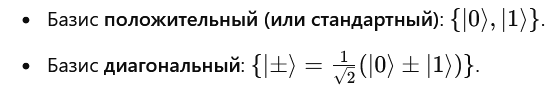 • Базис положительный (или стандартный): {|0⟩, |1⟩}.
• Базис диагональный: {|±⟩ = 1/√2(|0⟩ ± |1⟩)}.